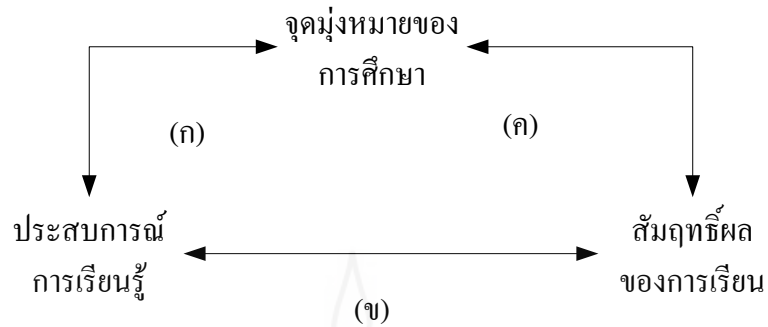 จุดมุ่งหมายของ
การศึกษา
(ก)
(ค)
ประสบการณ์
การเรียนรู้
สัมฤทธิ์ผล
ของการเรียน
(ข)